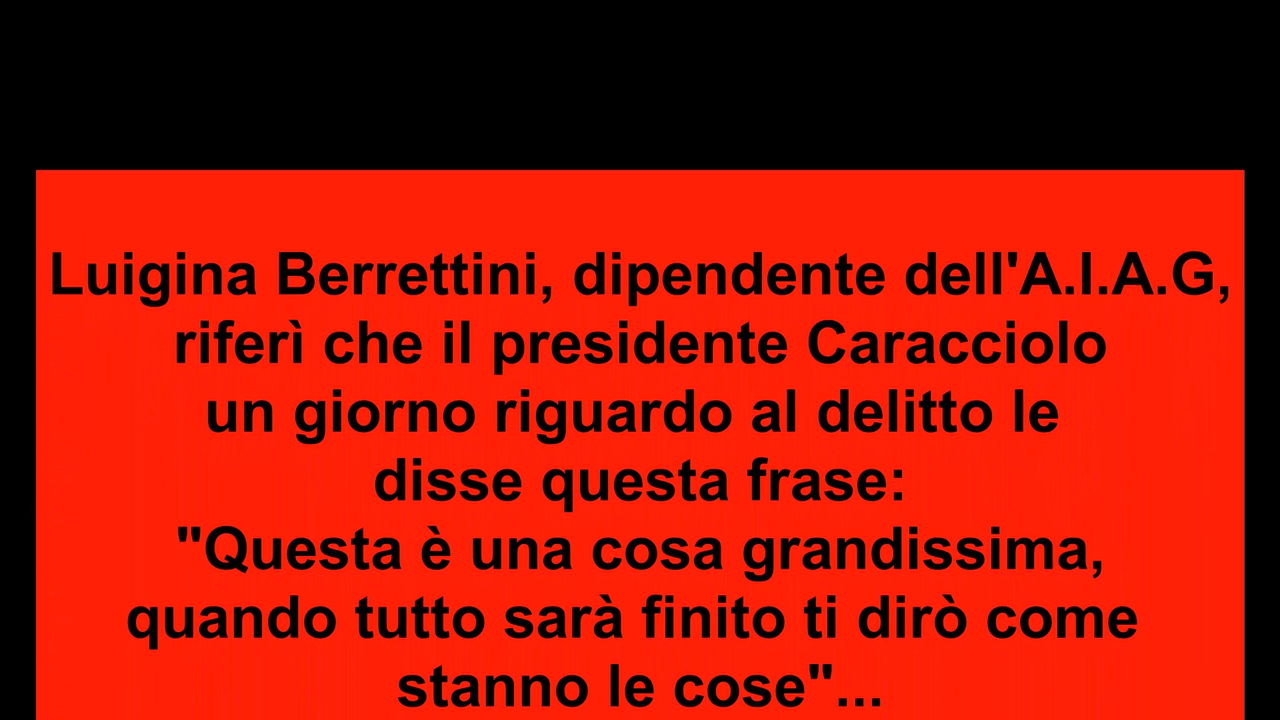 Luigina Berrettini, dipendente dell'A.I.A.G,
riferì che il presidente Caracciolo
un giorno riguardo al delitto le
disse questa frase:
"Questa è una cosa grandissima,
quando tutto sarà finito ti dirò come
stanno le cose"...